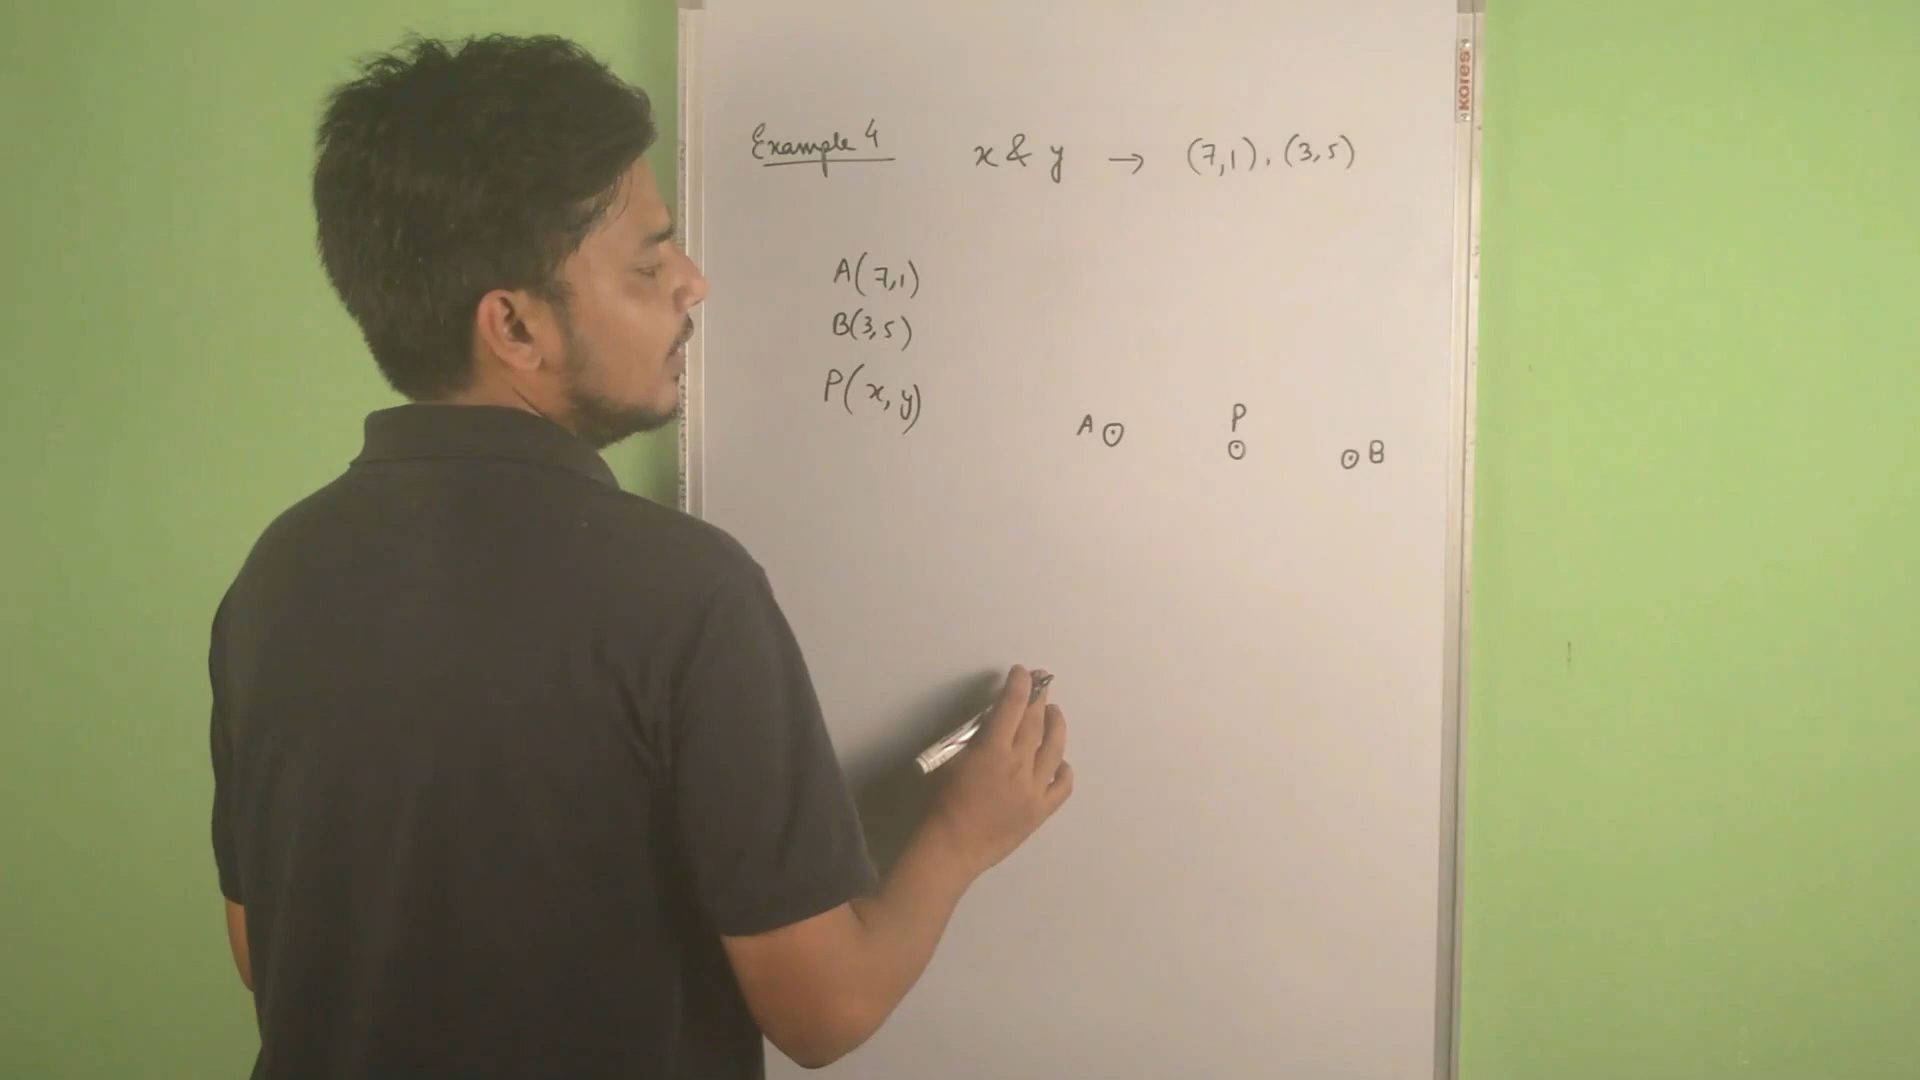 Example 4 x & y → (7,1), (3,5)
A(7,1)
B(3,5)
P(x, y)
A P B
KORES